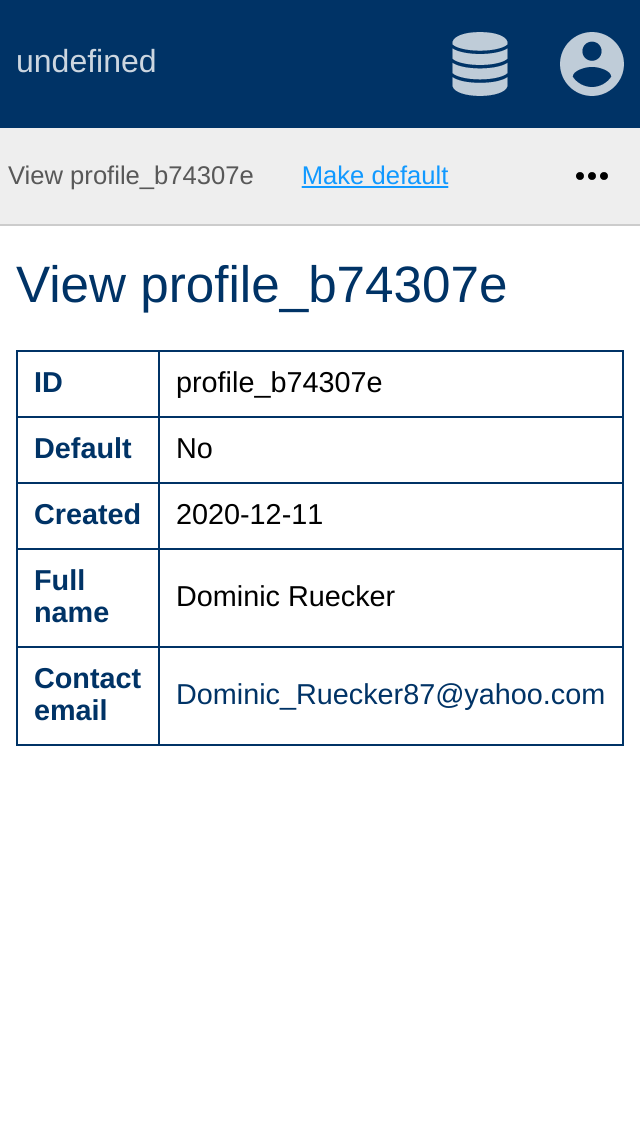 undefined
View profile_b74307e Make default
View profile_b74307e
ID profile_b74307e
Default No
Created 2020-12-11
Full
name
Dominic Ruecker
Contact
email
Dominic_Ruecker87@yahoo.com